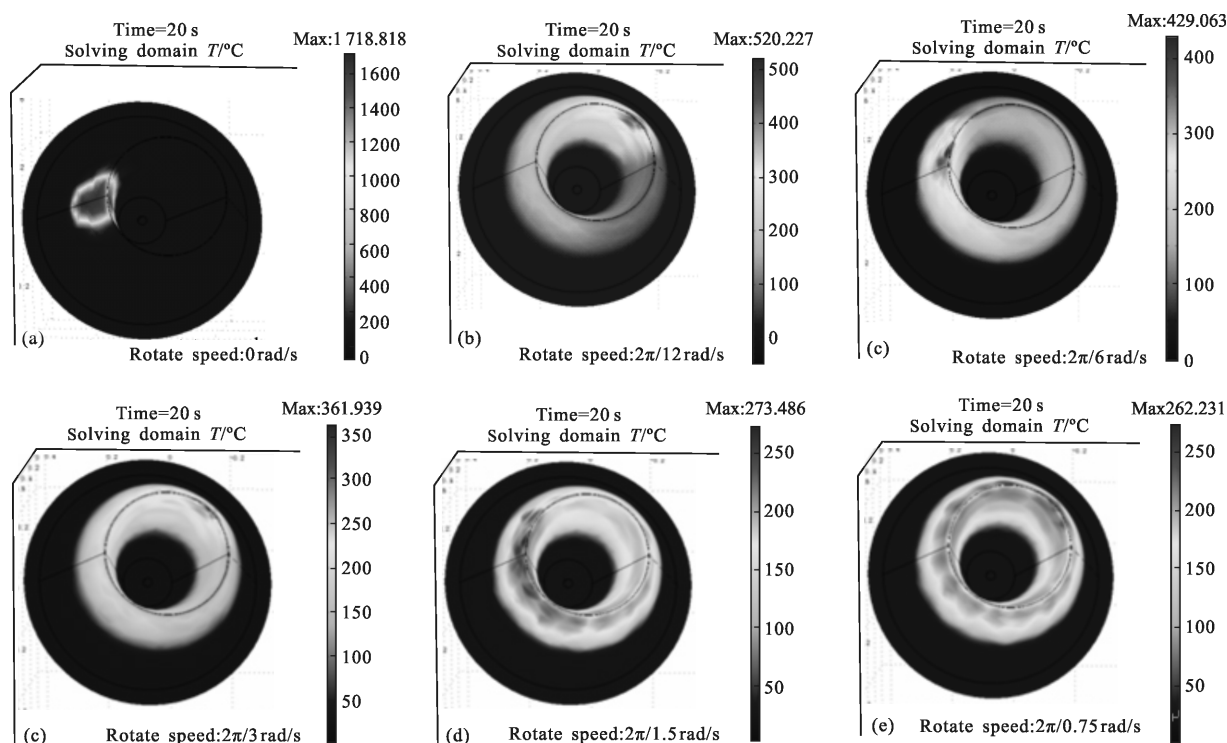 Time=20 s
Solving domain T/°C
Max:1 718.818
1600
1400
1200
1000
800
600
400
200
0
(a)
Rotate speed:0 rad/s
Time=20 s
Solving domain T/°C
Max:520.227
500
400
300
200
100
0
(b)
Rotate speed:2π/12 rad/s
Time=20 s
Solving domain T/°C
Max:429.063
400
300
200
100
0
(c)
Rotate speed:2π/6 rad/s
Time=20 s
Solving domain T/°C
Max:361.939
350
300
250
200
150
100
50
(c)
Rotate speed:2π/3 rad/s
Time=20 s
Solving domain T/°C
Max:273.486
250
200
150
100
50
(d)
Rotate speed:2π/1.5 rad/s
Time=20 s
Solving domain T/°C
Max262.231
250
200
150
100
50
(e)
Rotate speed:2π/0.75 rad/s